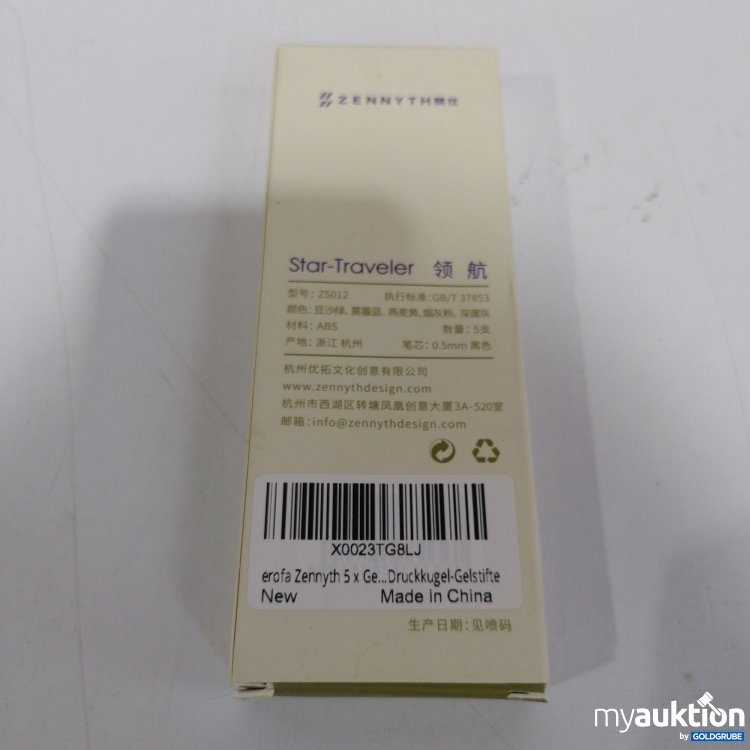 ZENNYTH
Star-Traveler 领航
型号: ZS012 执行标准: GB/T 37853
颜色: 豆沙绿、雾霾蓝、燕麦黄、烟灰粉、深邃灰
材料: ABS 数量: 5支
产地: 浙江 杭州 笔芯: 0.5mm 黑色
杭州优拓文化创意有限公司
www.zennythdesign.com
杭州市西湖区转塘凤凰创意大厦3A-520室
邮箱: info@zennythdesign.com
X0023TG8LJ
erofa Zennyth 5 x Ge...Druckkugel-Gelstifte
New Made in China
生产日期: 见喷码
myauktion
by GOLDGRUBE